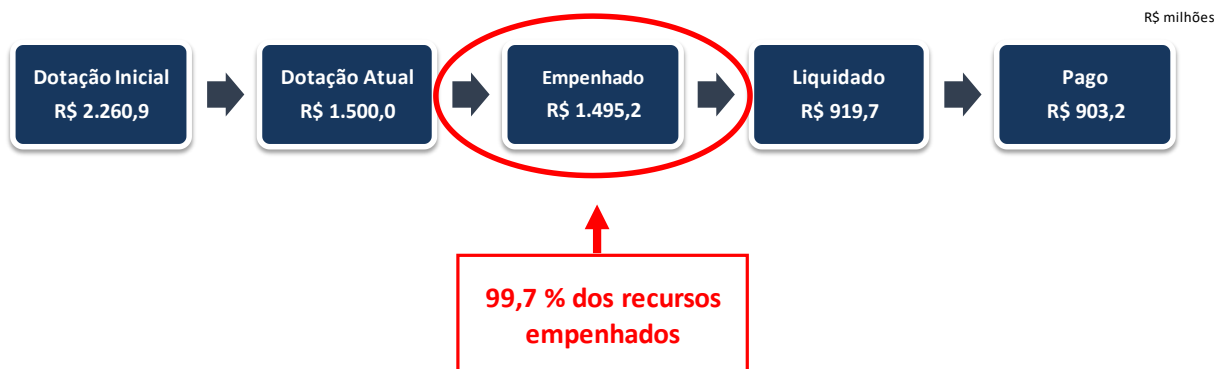 R$ milhões
Dotação Inicial
R$ 2.260,9
Dotação Atual
R$ 1.500,0
Empenhado
R$ 1.495,2
Liquidado
R$ 919,7
Pago
R$ 903,2
99,7 % dos recursos
empenhados